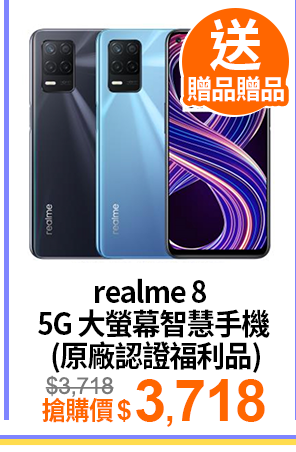 送
贈品贈品
realme
realme
realme 8
5G 大螢幕智慧手機
(原廠認證福利品)
$3,718
搶購價$3,718